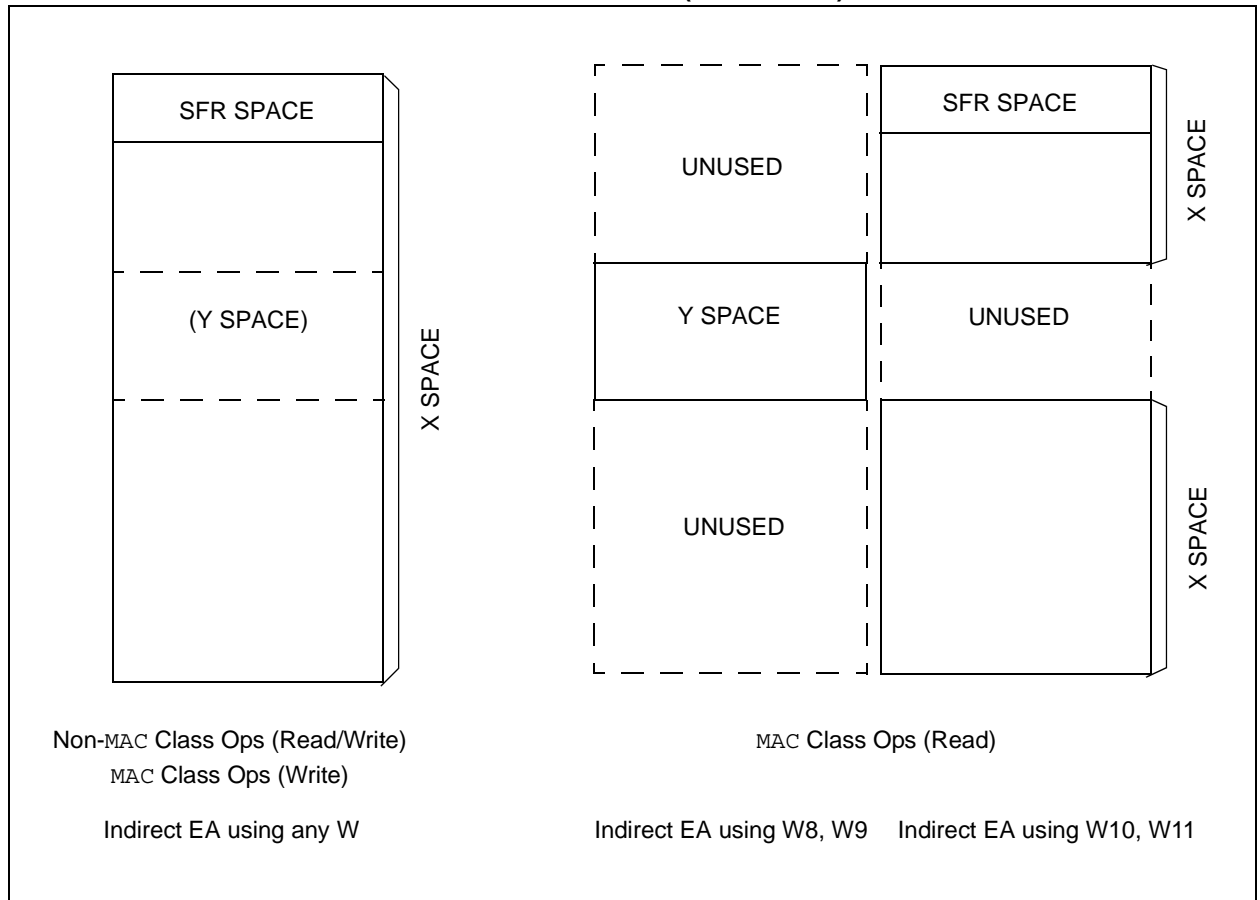 SFR SPACE
(Y SPACE)
X SPACE
UNUSED
Y SPACE
UNUSED
SFR SPACE
UNUSED
X SPACE
X SPACE
Non-MAC Class Ops (Read/Write)
MAC Class Ops (Write)
Indirect EA using any W
MAC Class Ops (Read)
Indirect EA using W8, W9
Indirect EA using W10, W11